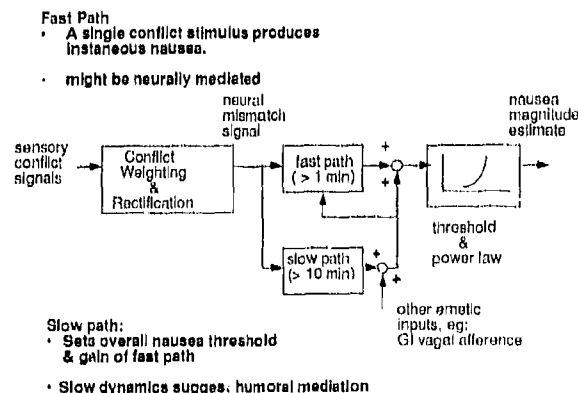 Fast Path
• A single conflict stimulus produces
instaneous nausea.
• might be neurally mediated
neural
mismatch
signal
nausea
magnitude
estimate
sensory
conflict
signals
Conflict
Weighting
&
Rectification
fast path
( > 1 min)
+
+
threshold
&
power law
slow path
(> 10 min)
+
+
other emetic
inputs, eg:
GI vagal afference
Slow path:
• Sets overall nausea threshold
& gain of fast path
• Slow dynamics sugges. humoral mediation